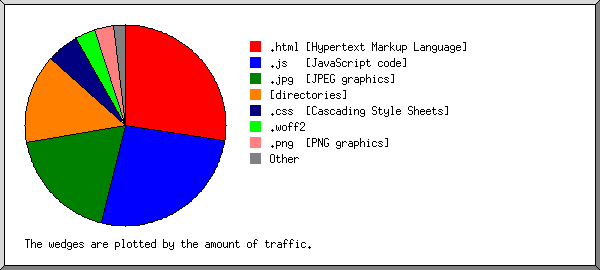 .html [Hypertext Markup Language]
.js   [JavaScript code]
.jpg  [JPEG graphics]
[directories]
.css  [Cascading Style Sheets]
.woff2
.png  [PNG graphics]
Other
The wedges are plotted by the amount of traffic.